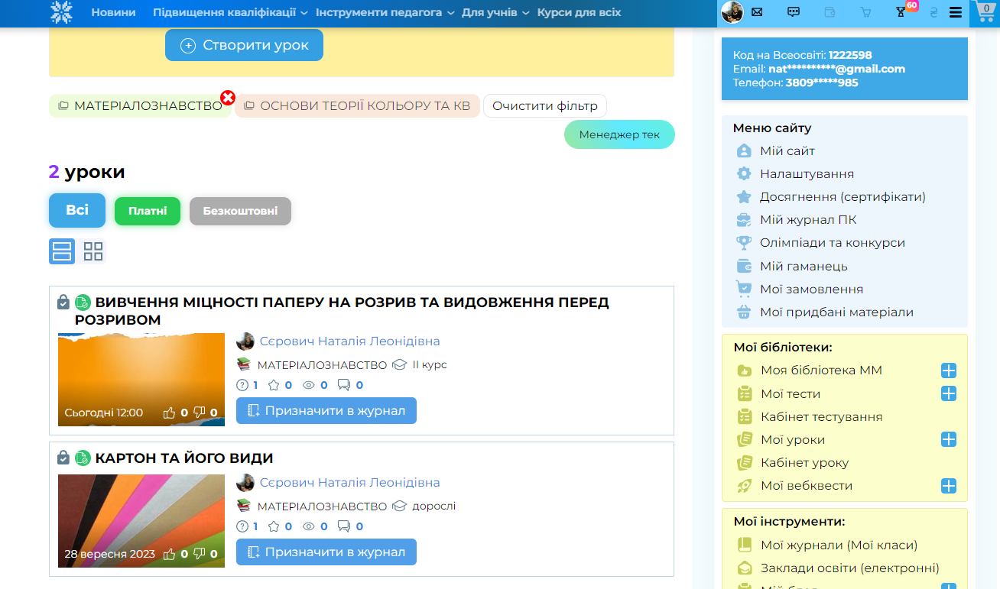 Новини Підвищення кваліфікації Інструменти педагога Для учнів Курси для всіх
60
0
Створити урок
МАТЕРІАЛОЗНАВСТВО ОСНОВИ ТЕОРІЇ КОЛЬОРУ ТА КВ Очистити фільтр
Менеджер тек
2 уроки
Всі Платні Безкоштовні
ВИВЧЕННЯ МІЦНОСТІ ПАПЕРУ НА РОЗРИВ ТА ВИДОВЖЕННЯ ПЕРЕД
РОЗРИВОМ
Сєрович Наталія Леонідівна
МАТЕРІАЛОЗНАВСТВО ІІ курс
1 0 0 0
Сьогодні 12:00 0 0
Призначити в журнал
КАРТОН ТА ЙОГО ВИДИ
Сєрович Наталія Леонідівна
МАТЕРІАЛОЗНАВСТВО дорослі
1 0 0 0
28 вересня 2023 0 0
Призначити в журнал
Код на Всеосвіті: 1222598
Email: nat**********@gmail.com
Телефон: 3809*****985
Меню сайту
Мій сайт
Налаштування
Досягнення (сертифікати)
Мій журнал ПК
Олімпіади та конкурси
Мій гаманець
Мої замовлення
Мої придбані матеріали
Мої бібліотеки:
Моя бібліотека ММ
Мої тести
Кабінет тестування
Мої уроки
Кабінет уроку
Мої вебквести
Мої інструменти:
Мої журнали (Мої класи)
Заклади освіти (електронні)